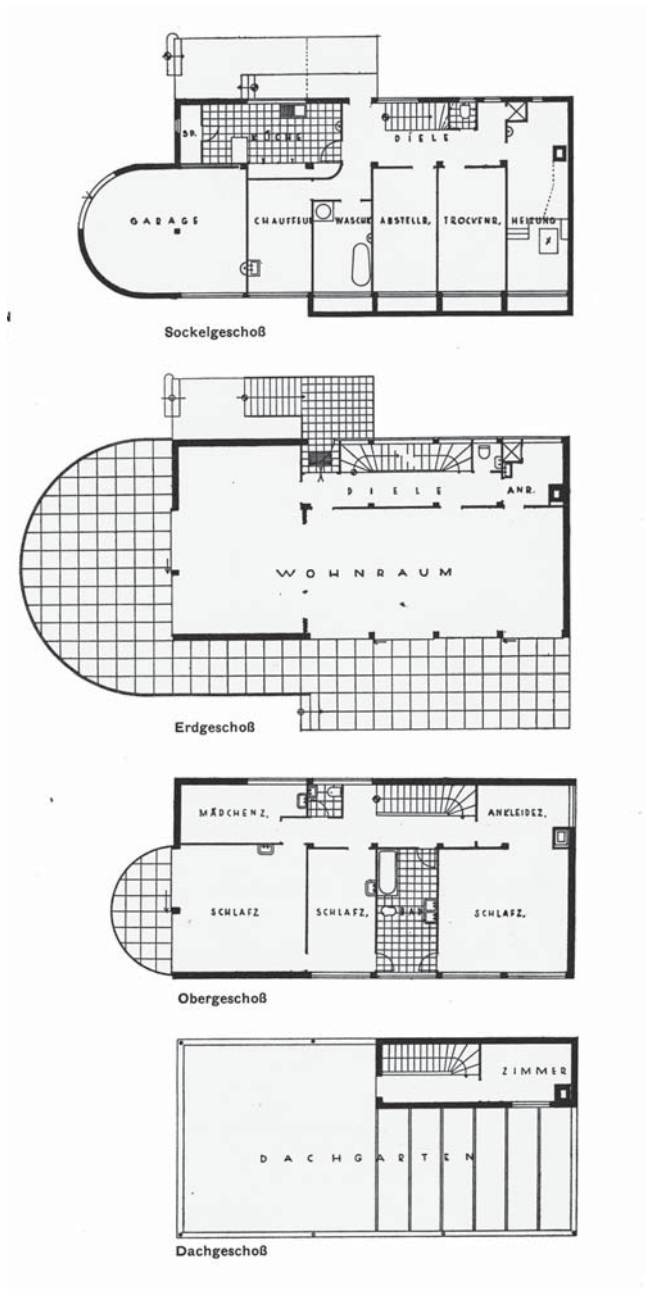 SP. KÜCHE DIELE
GARAGE CHAUFFEUR WASCHK. ABSTELLR. TROCKENR. HEIZUNG
Sockelgeschoß
DIELE ANR.
WOHNRAUM
Erdgeschoß
MÄDCHENZ. ANKLEIDEZ.
SCHLAFZ. SCHLAFZ. BAD SCHLAFZ.
Obergeschoß
ZIMMER
DACHGARTEN
Dachgeschoß